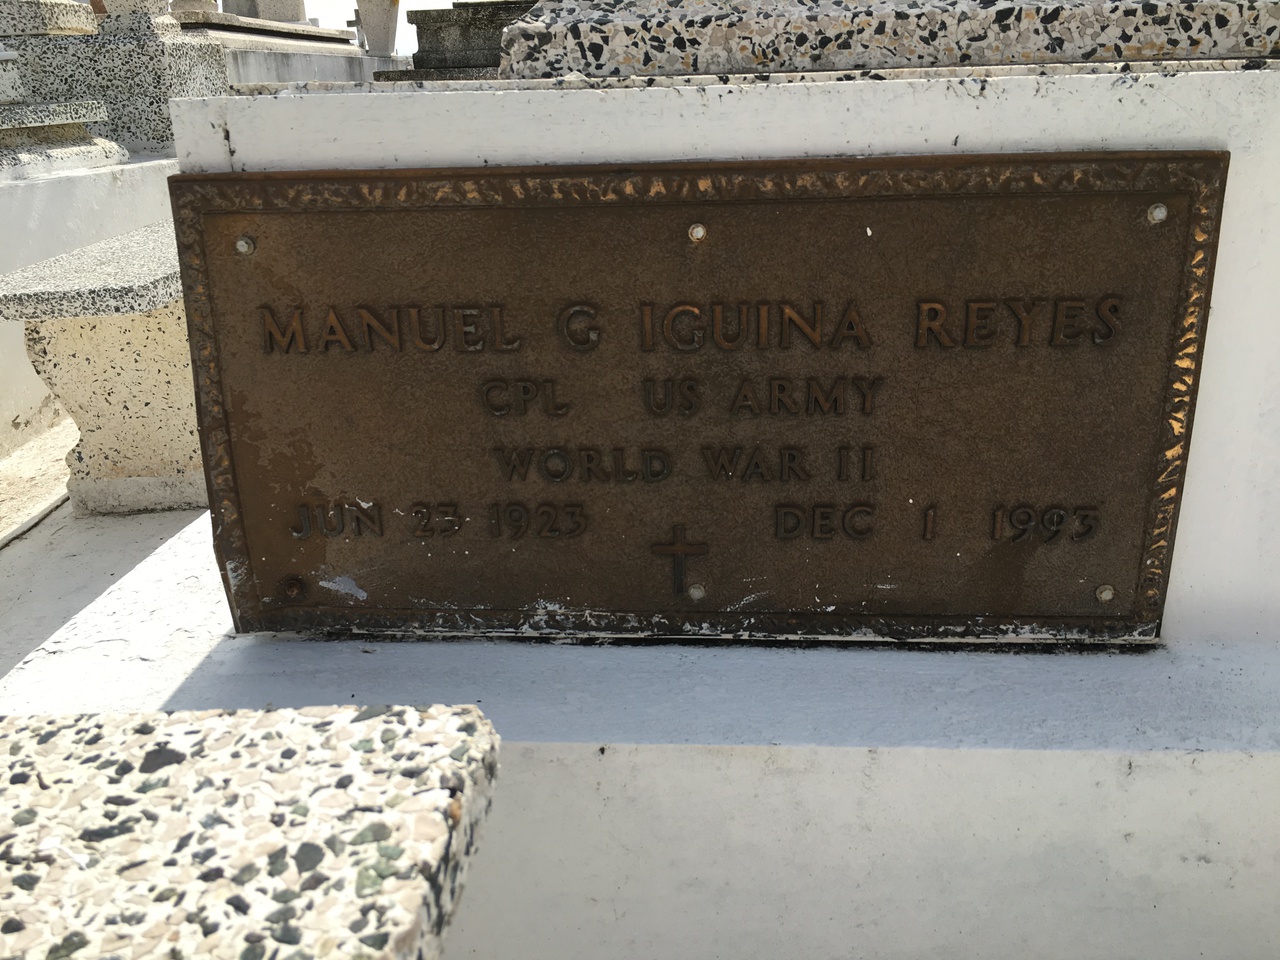 MANUEL G IGUINA REYES
CPL US ARMY
WORLD WAR II
JUN 23 1923 DEC 1 1993